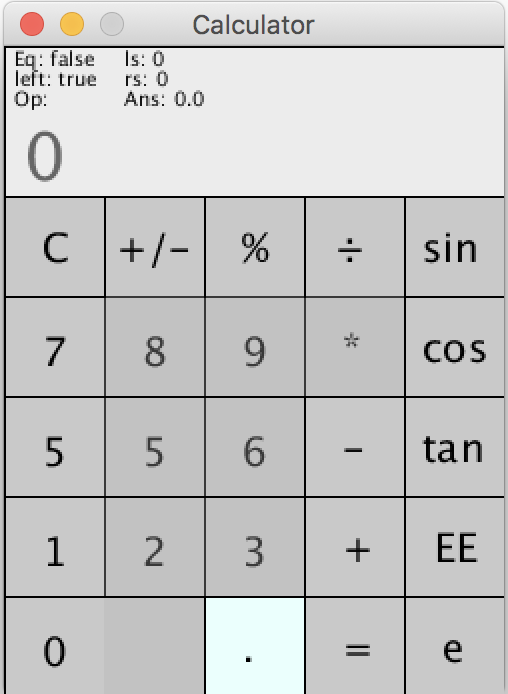 Calculator
Eq: false ls: 0
left: true rs: 0
Op: Ans: 0.0
0
C +/- % ÷ sin
7 8 9 * cos
5 5 6 - tan
1 2 3 + EE
0 . = e